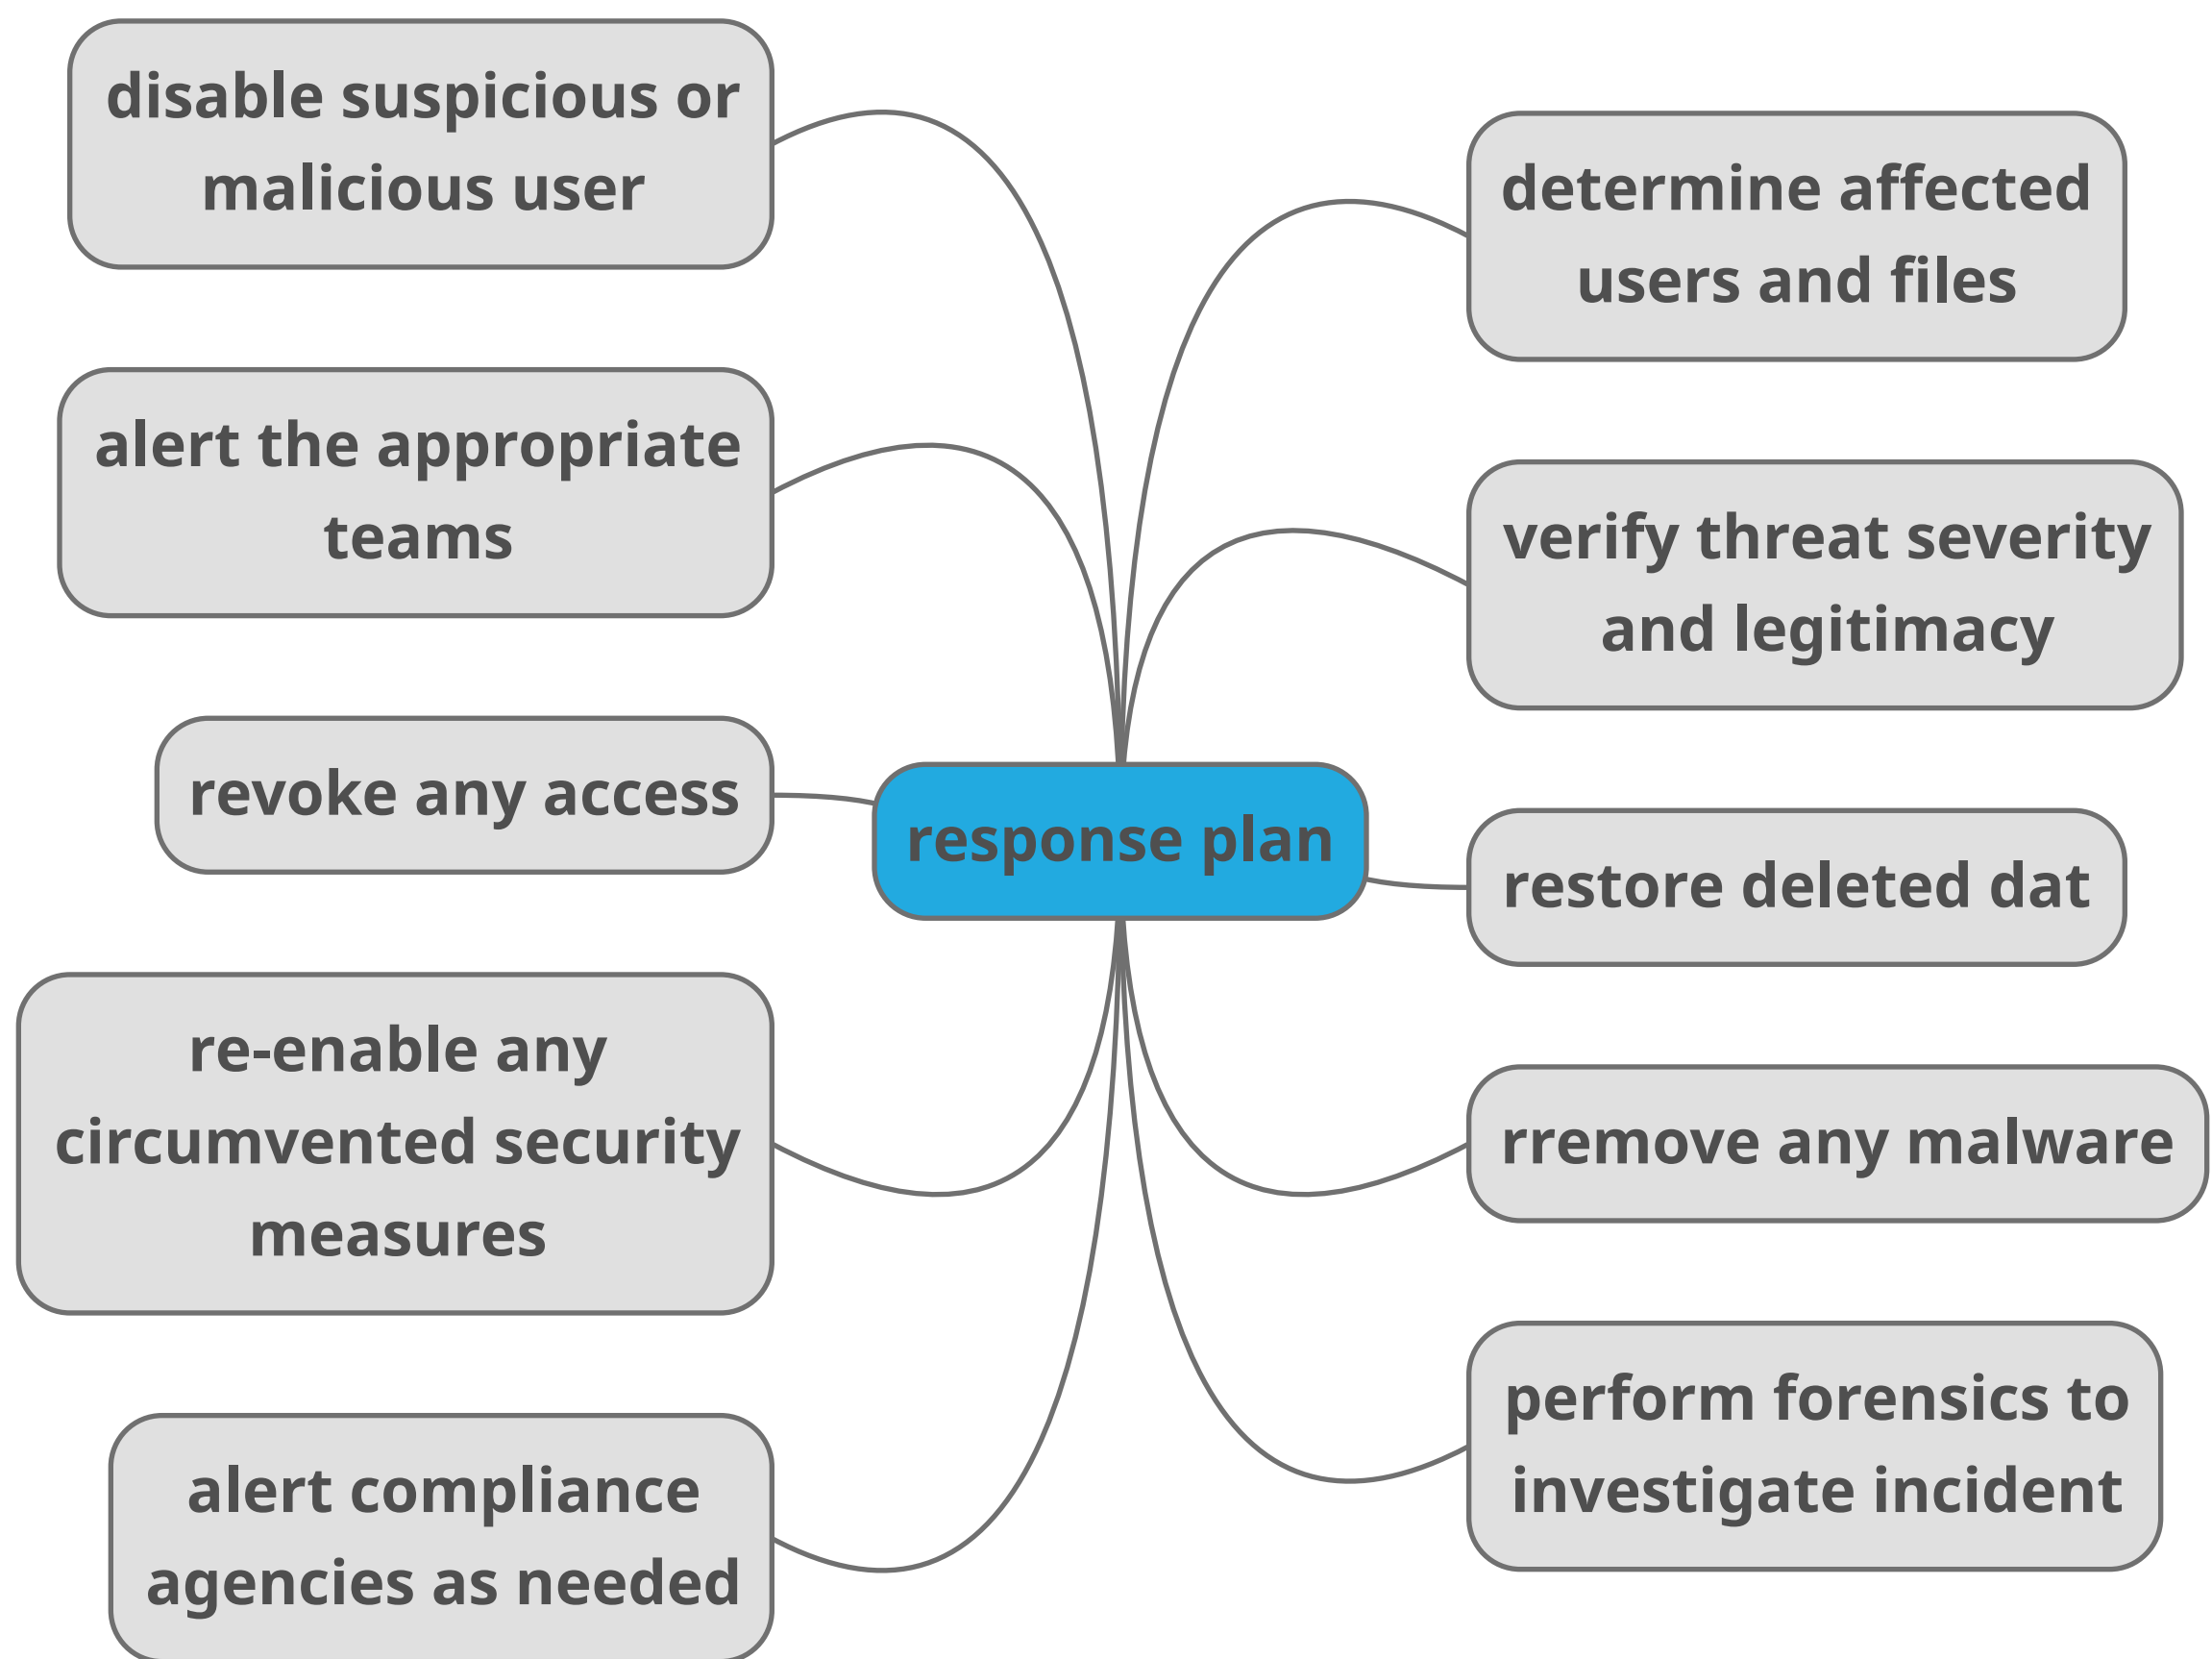 disable suspicious or
malicious user
alert the appropriate
teams
revoke any access
re-enable any
circumvented security
measures
alert compliance
agencies as needed
response plan
determine affected
users and files
verify threat severity
and legitimacy
restore deleted dat
rremove any malware
perform forensics to
investigate incident